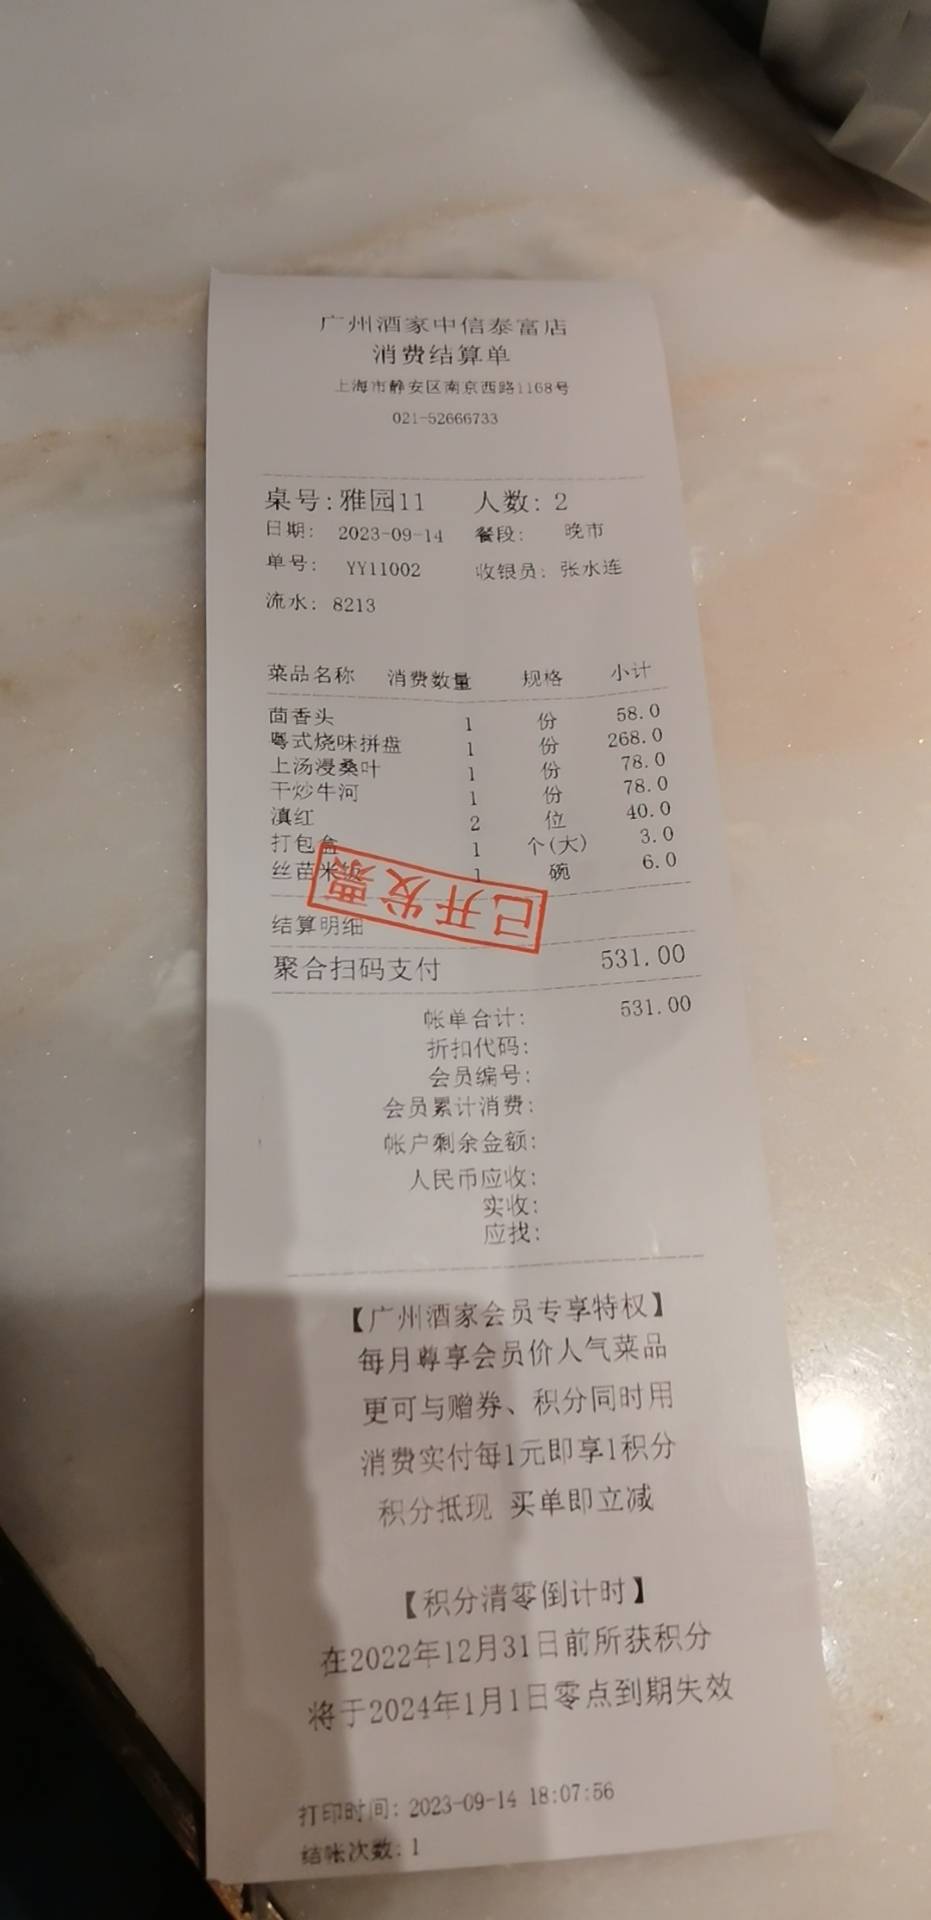 广州酒家中信泰富店
消费结算单
上海市静安区南京西路1168号
021-52666733
桌号:雅园11 人数: 2
日期: 2023-09-14 餐段: 晚市
单号: YY11002 收银员: 张水连
流水: 8213
菜品名称 消费数量 规格 小计
茴香头 1 份 58.0
粤式烧味拼盘 1 份 268.0
上汤浸桑叶 1 份 78.0
干炒牛河 1 份 78.0
滇红 2 位 40.0
打包盒 1 个(大) 3.0
丝苗米饭 1 碗 6.0
已开发票
结算明细
聚合扫码支付 531.00
帐单合计: 531.00
折扣代码:
会员编号:
会员累计消费:
帐户剩余金额:
人民币应收:
实收:
应找:
【广州酒家会员专享特权】
每月尊享会员价人气菜品
更可与赠券、积分同时用
消费实付每1元即享1积分
积分抵现 买单即立减
【积分清零倒计时】
在2022年12月31日前所获积分
将于2024年1月1日零点到期失效
打印时间: 2023-09-14 18:07:56
结帐次数: 1